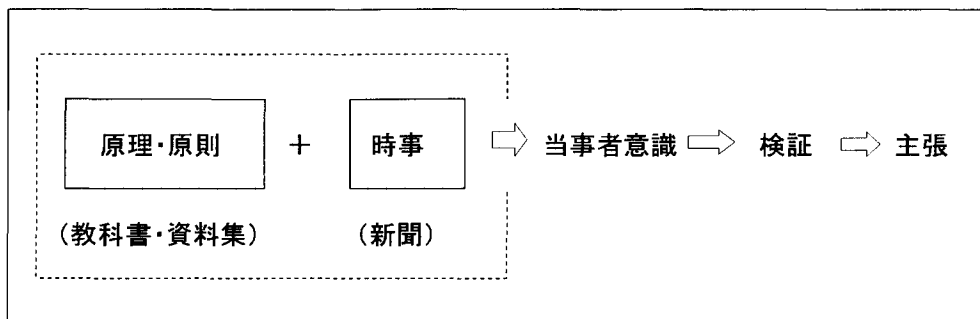 原理・原則 + 時事 ⇨ 当事者意識 ⇨ 検証 ⇨ 主張
(教科書・資料集) (新聞)